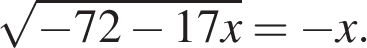 √−72 − 17x = −x.